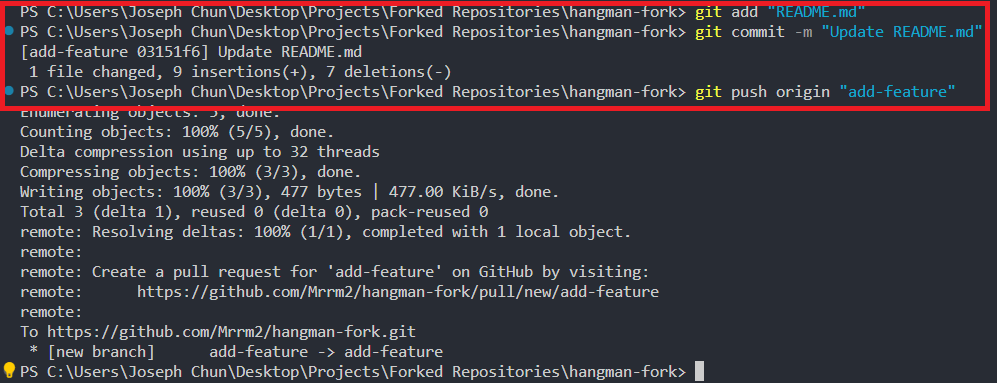 PS C:\Users\Joseph Chun\Desktop\Projects\Forked Repositories\hangman-fork> git add "README.md"
PS C:\Users\Joseph Chun\Desktop\Projects\Forked Repositories\hangman-fork> git commit -m "Update README.md"
[add-feature 03151f6] Update README.md
 1 file changed, 9 insertions(+), 7 deletions(-)
PS C:\Users\Joseph Chun\Desktop\Projects\Forked Repositories\hangman-fork> git push origin "add-feature"
Enumerating objects: 5, done.
Counting objects: 100% (5/5), done.
Delta compression using up to 32 threads
Compressing objects: 100% (3/3), done.
Writing objects: 100% (3/3), 477 bytes | 477.00 KiB/s, done.
Total 3 (delta 1), reused 0 (delta 0), pack-reused 0
remote: Resolving deltas: 100% (1/1), completed with 1 local object.
remote:
remote: Create a pull request for 'add-feature' on GitHub by visiting:
remote:      https://github.com/Mrrm2/hangman-fork/pull/new/add-feature
remote:
To https://github.com/Mrrm2/hangman-fork.git
 * [new branch]      add-feature -> add-feature
PS C:\Users\Joseph Chun\Desktop\Projects\Forked Repositories\hangman-fork>